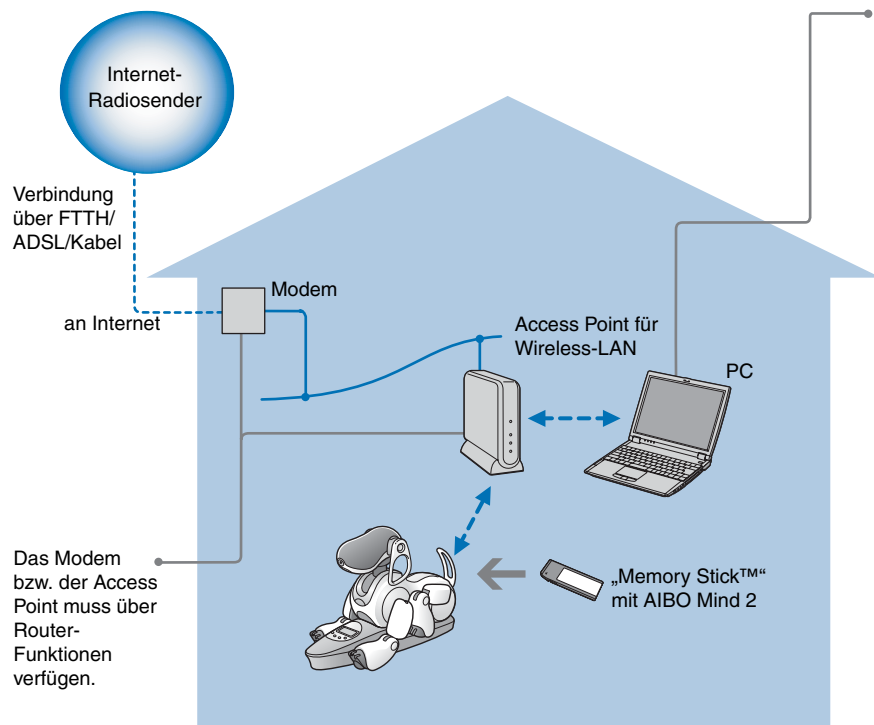 Internet-
Radiosender
Verbindung
über FTTH/
ADSL/Kabel
an Internet
Modem
Access Point für
Wireless-LAN
PC
Das Modem
bzw. der Access
Point muss über
Router-
Funktionen
verfügen.
„Memory Stick™“
mit AIBO Mind 2